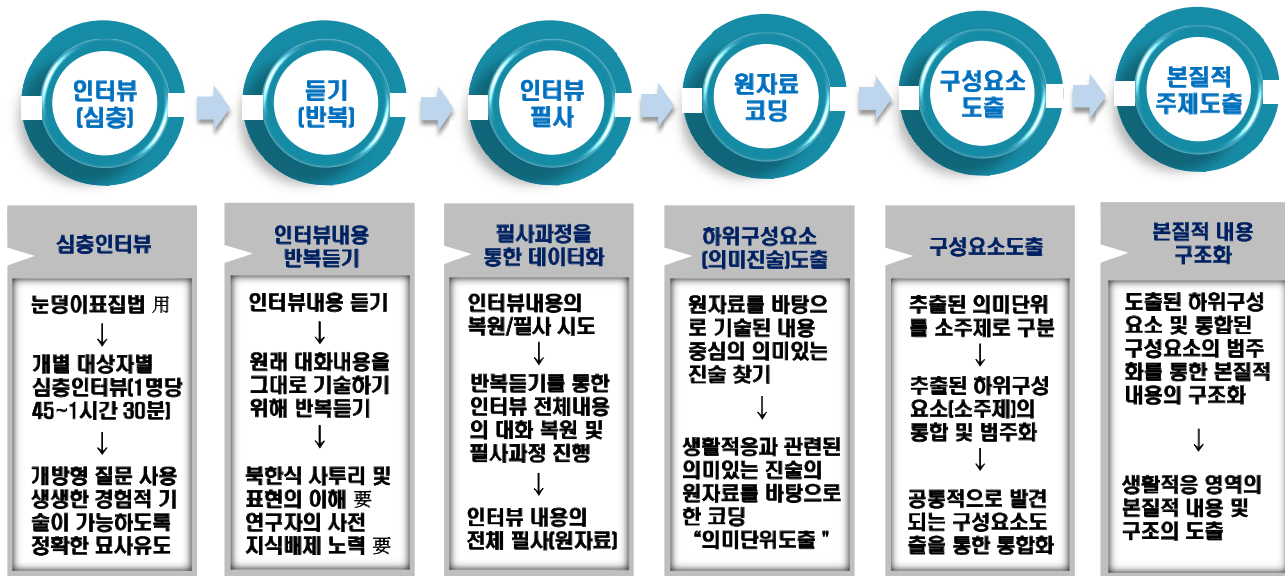 인터뷰
(심층)
듣기
(반복)
인터뷰
필사
원자료
코딩
구성요소
도출
본질적
주제도출
심층인터뷰
눈덩이표집법 用
↓
개별 대상자별
심층인터뷰(1명당
45~1시간 30분)
↓
개방형 질문 사용
생생한 경험적 기
술이 가능하도록
정확한 묘사유도
인터뷰내용
반복듣기
인터뷰내용 듣기
↓
원래 대화내용을
그대로 기술하기
위해 반복듣기
↓
북한식 사투리 및
표현의 이해 要
연구자의 사전
지식배제 노력 要
필사과정을
통한 데이터화
인터뷰내용의
복원/필사 시도
↓
반복듣기를 통한
인터뷰 전체내용
의 대화 복원 및
필사과정 진행
↓
인터뷰 내용의
전체 필사(원자료)
하위구성요소
(의미진술)도출
원자료를 바탕으
로 기술된 내용
중심의 의미있는
진술 찾기
↓
생활적응과 관련된
의미있는 진술의
원자료를 바탕으로
한 코딩
“의미단위도출 "
구성요소도출
추출된 의미단위
를 소주제로 구분
↓
추출된 하위구성
요소(소주제)의
통합 및 범주화
↓
공통적으로 발견
되는 구성요소도
출을 통한 통합화
본질적 내용
구조화
도출된 하위구성
요소 및 통합된
구성요소의 범주
화를 통한 본질적
내용의 구조화
↓
생활적응 영역의
본질적 내용 및
구조의 도출